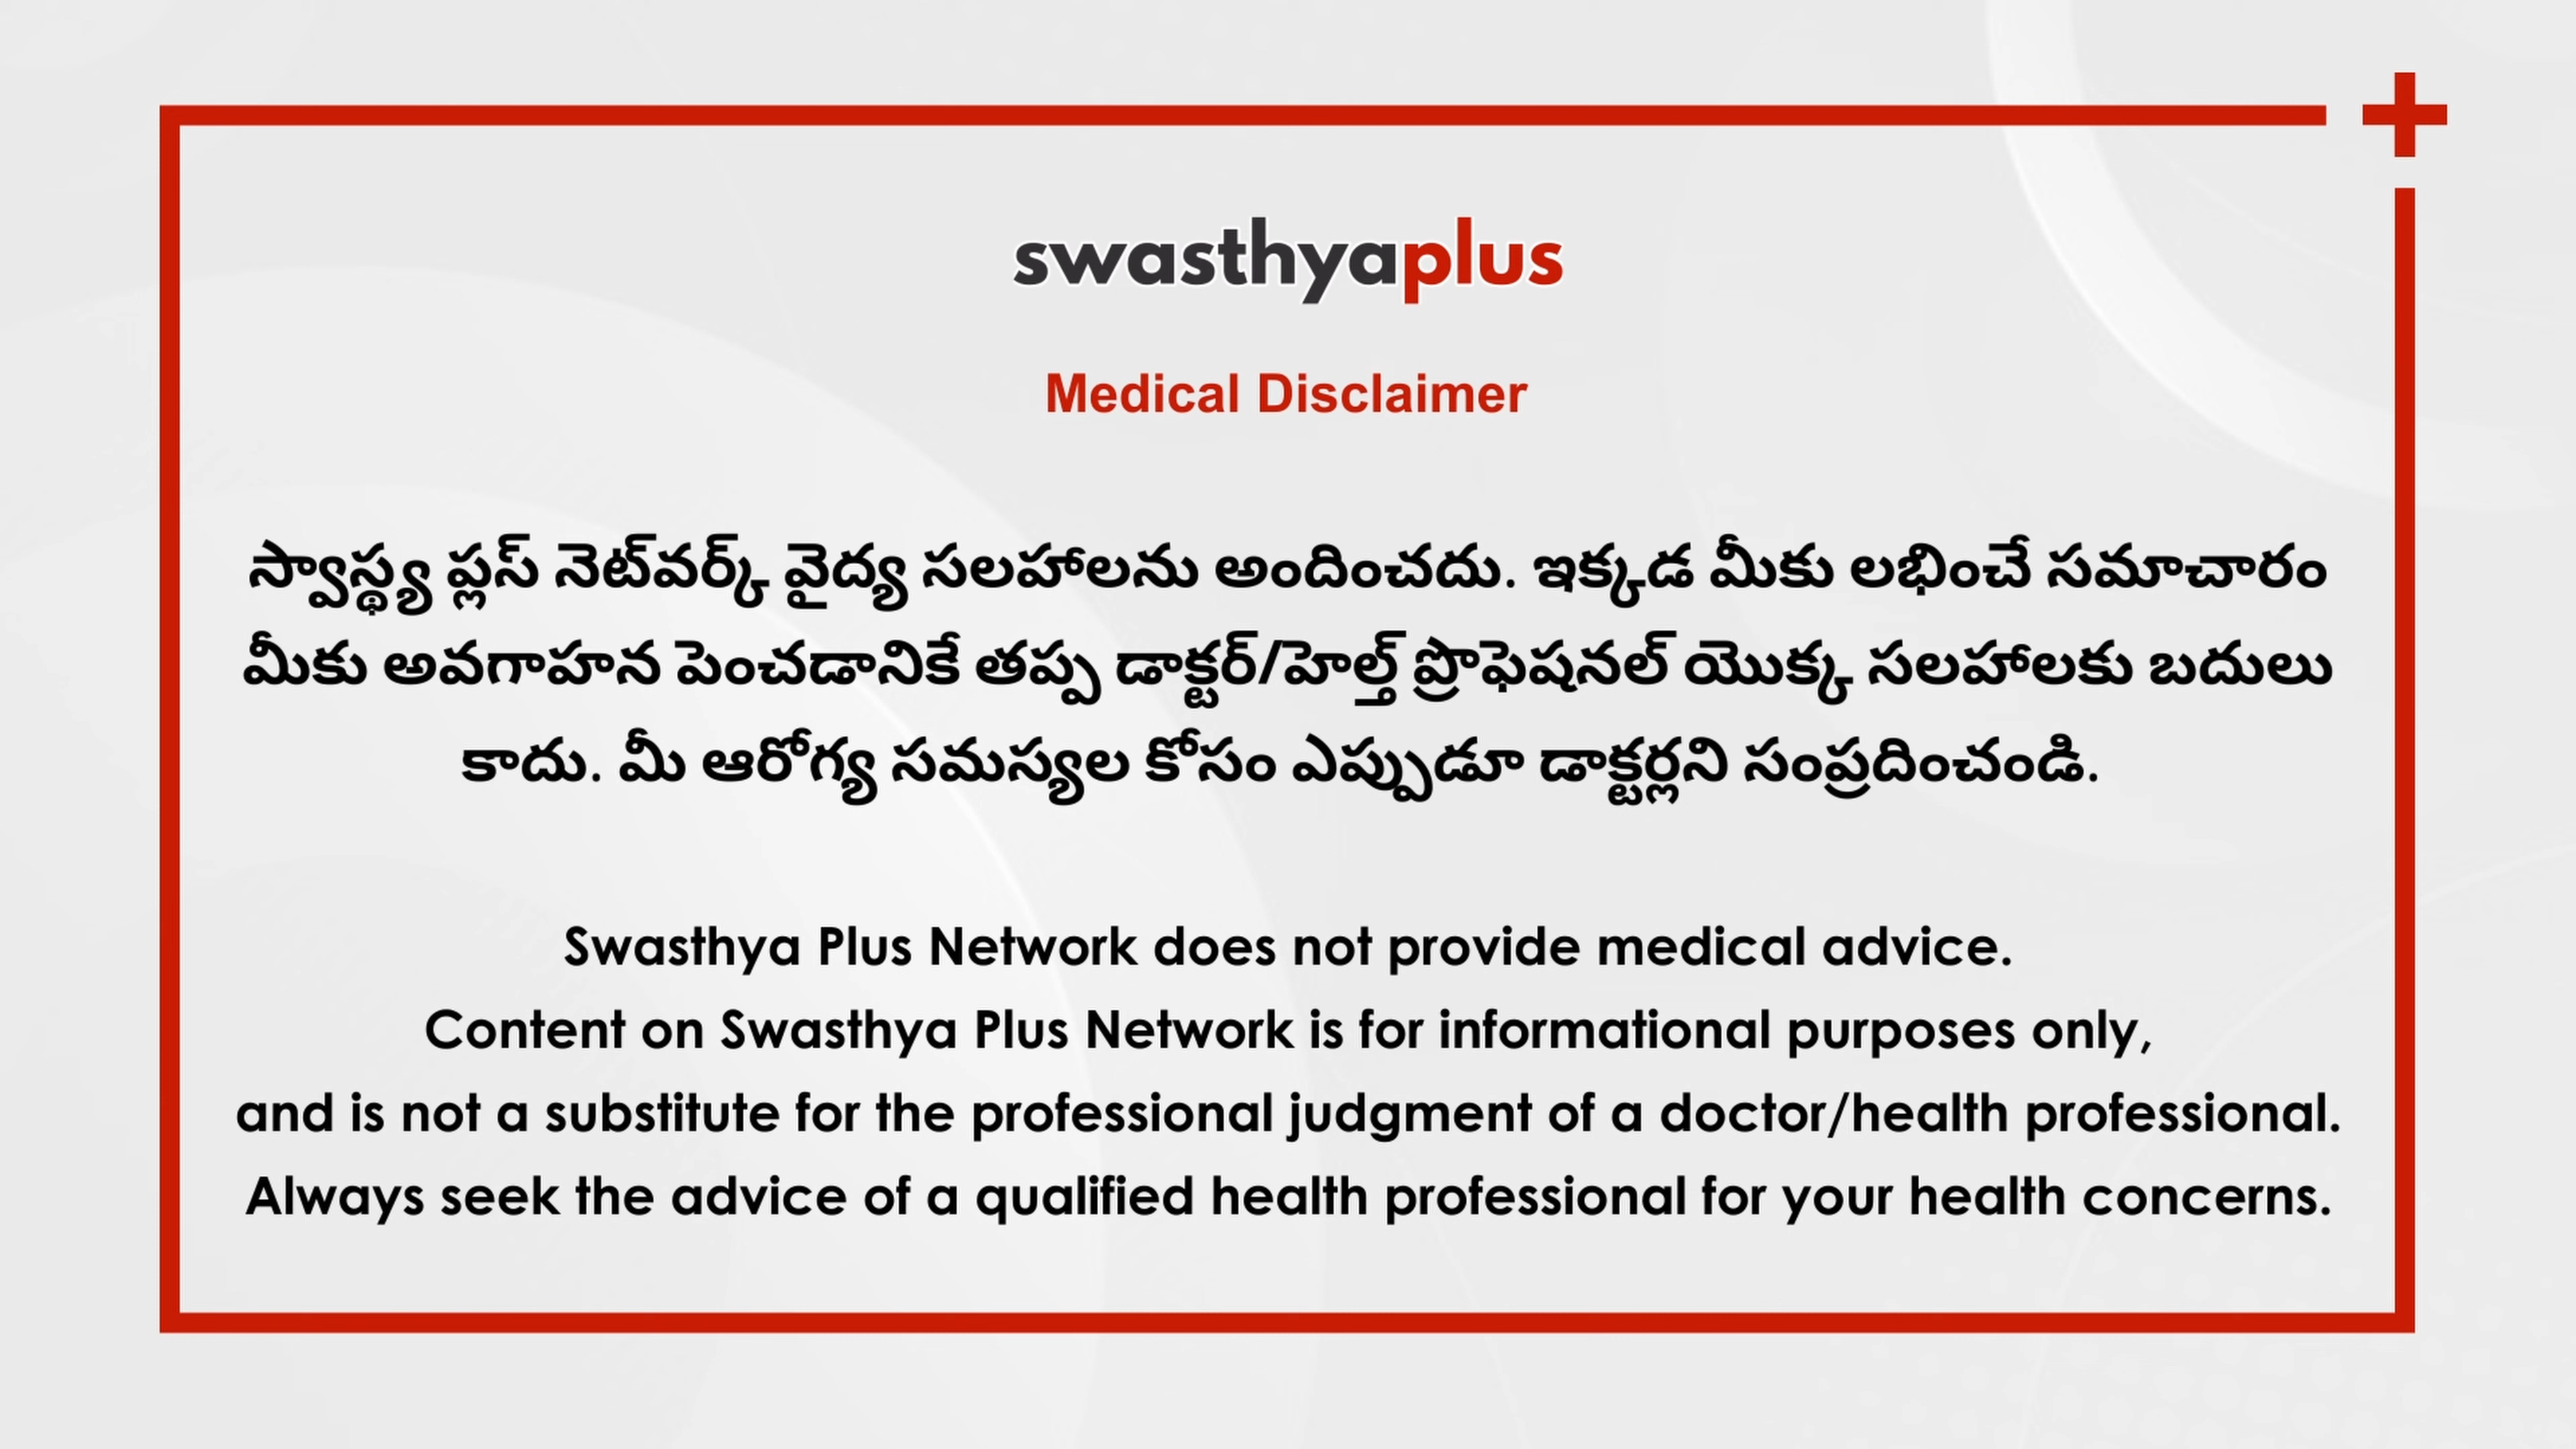 swasthyaplus
Medical Disclaimer
స్వాస్థ్య ప్లస్ నెట్‌వర్క్ వైద్య సలహాలను అందించదు. ఇక్కడ మీకు లభించే సమాచారం
మీకు అవగాహన పెంచడానికే తప్ప డాక్టర్/హెల్త్ ప్రొఫెషనల్ యొక్క సలహాలకు బదులు
కాదు. మీ ఆరోగ్య సమస్యల కోసం ఎప్పుడూ డాక్టర్లని సంప్రదించండి.
Swasthya Plus Network does not provide medical advice.
Content on Swasthya Plus Network is for informational purposes only,
and is not a substitute for the professional judgment of a doctor/health professional.
Always seek the advice of a qualified health professional for your health concerns.